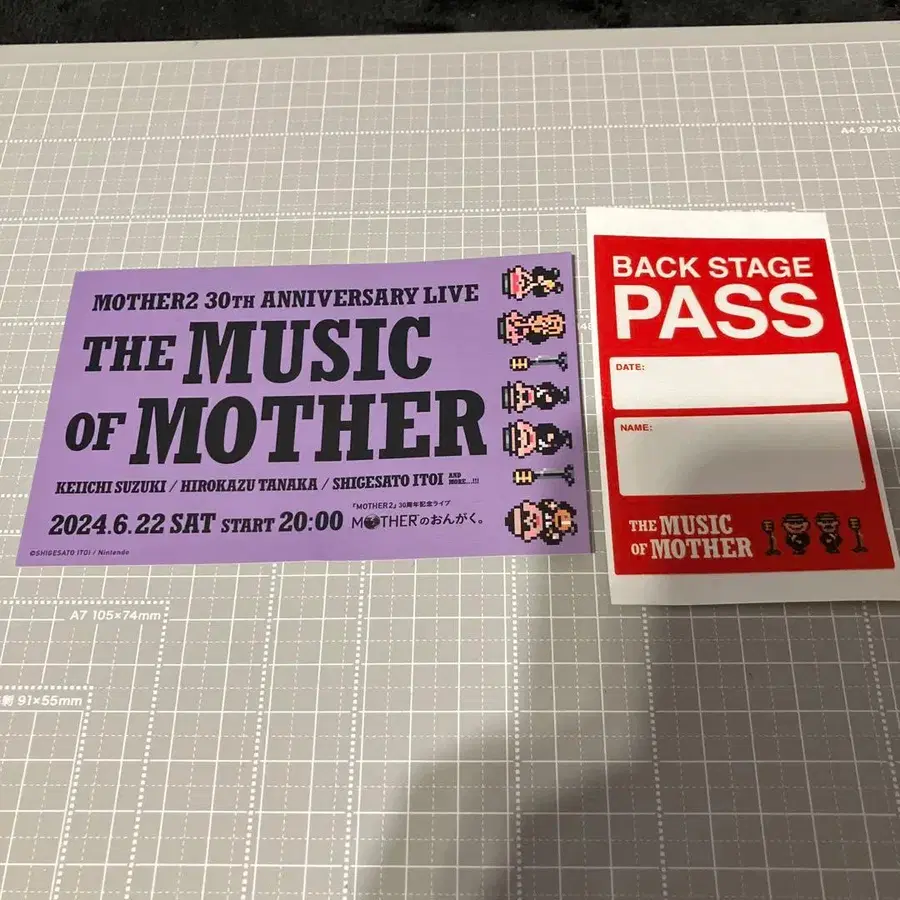 A4 297×210
MOTHER2 30TH ANNIVERSARY LIVE
THE MUSIC
OF MOTHER
KEIICHI SUZUKI / HIROKAZU TANAKA / SHIGESATO ITOI AND MORE...!!!
『MOTHER2』30周年記念ライブ
2024.6.22 SAT START 20:00 MOTHERのおんがく。
©SHIGESATO ITOI / Nintendo
BACK STAGE
PASS
DATE:
NAME:
THE MUSIC
OF MOTHER
A7 105×74mm
刺 91×55mm